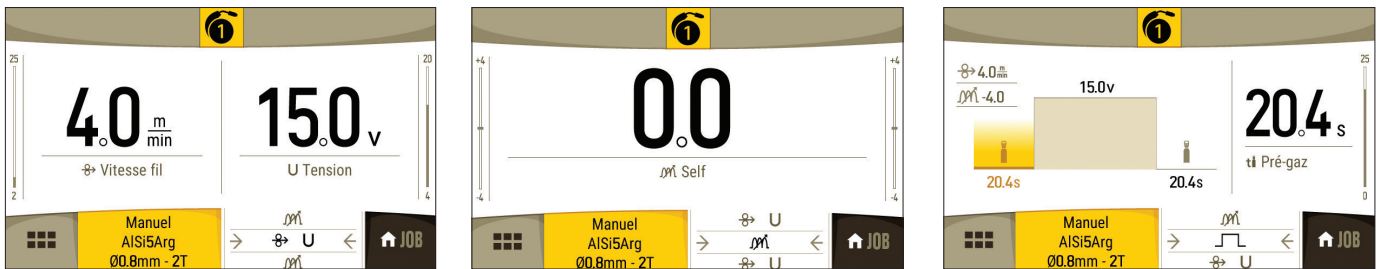 1
25
20
4.0 m/min
15.0 v
Vitesse fil
U Tension
2
4
Manuel
AlSi5Arg
Ø0.8mm - 2T
U
JOB
1
+4
+4
0.0
Self
-4
-4
Manuel
AlSi5Arg
Ø0.8mm - 2T
U
U
JOB
1
25
4.0 m/min
-4.0
15.0v
20.4 s
Pré-gaz
20.4s
20.4s
0
Manuel
AlSi5Arg
Ø0.8mm - 2T
U
JOB